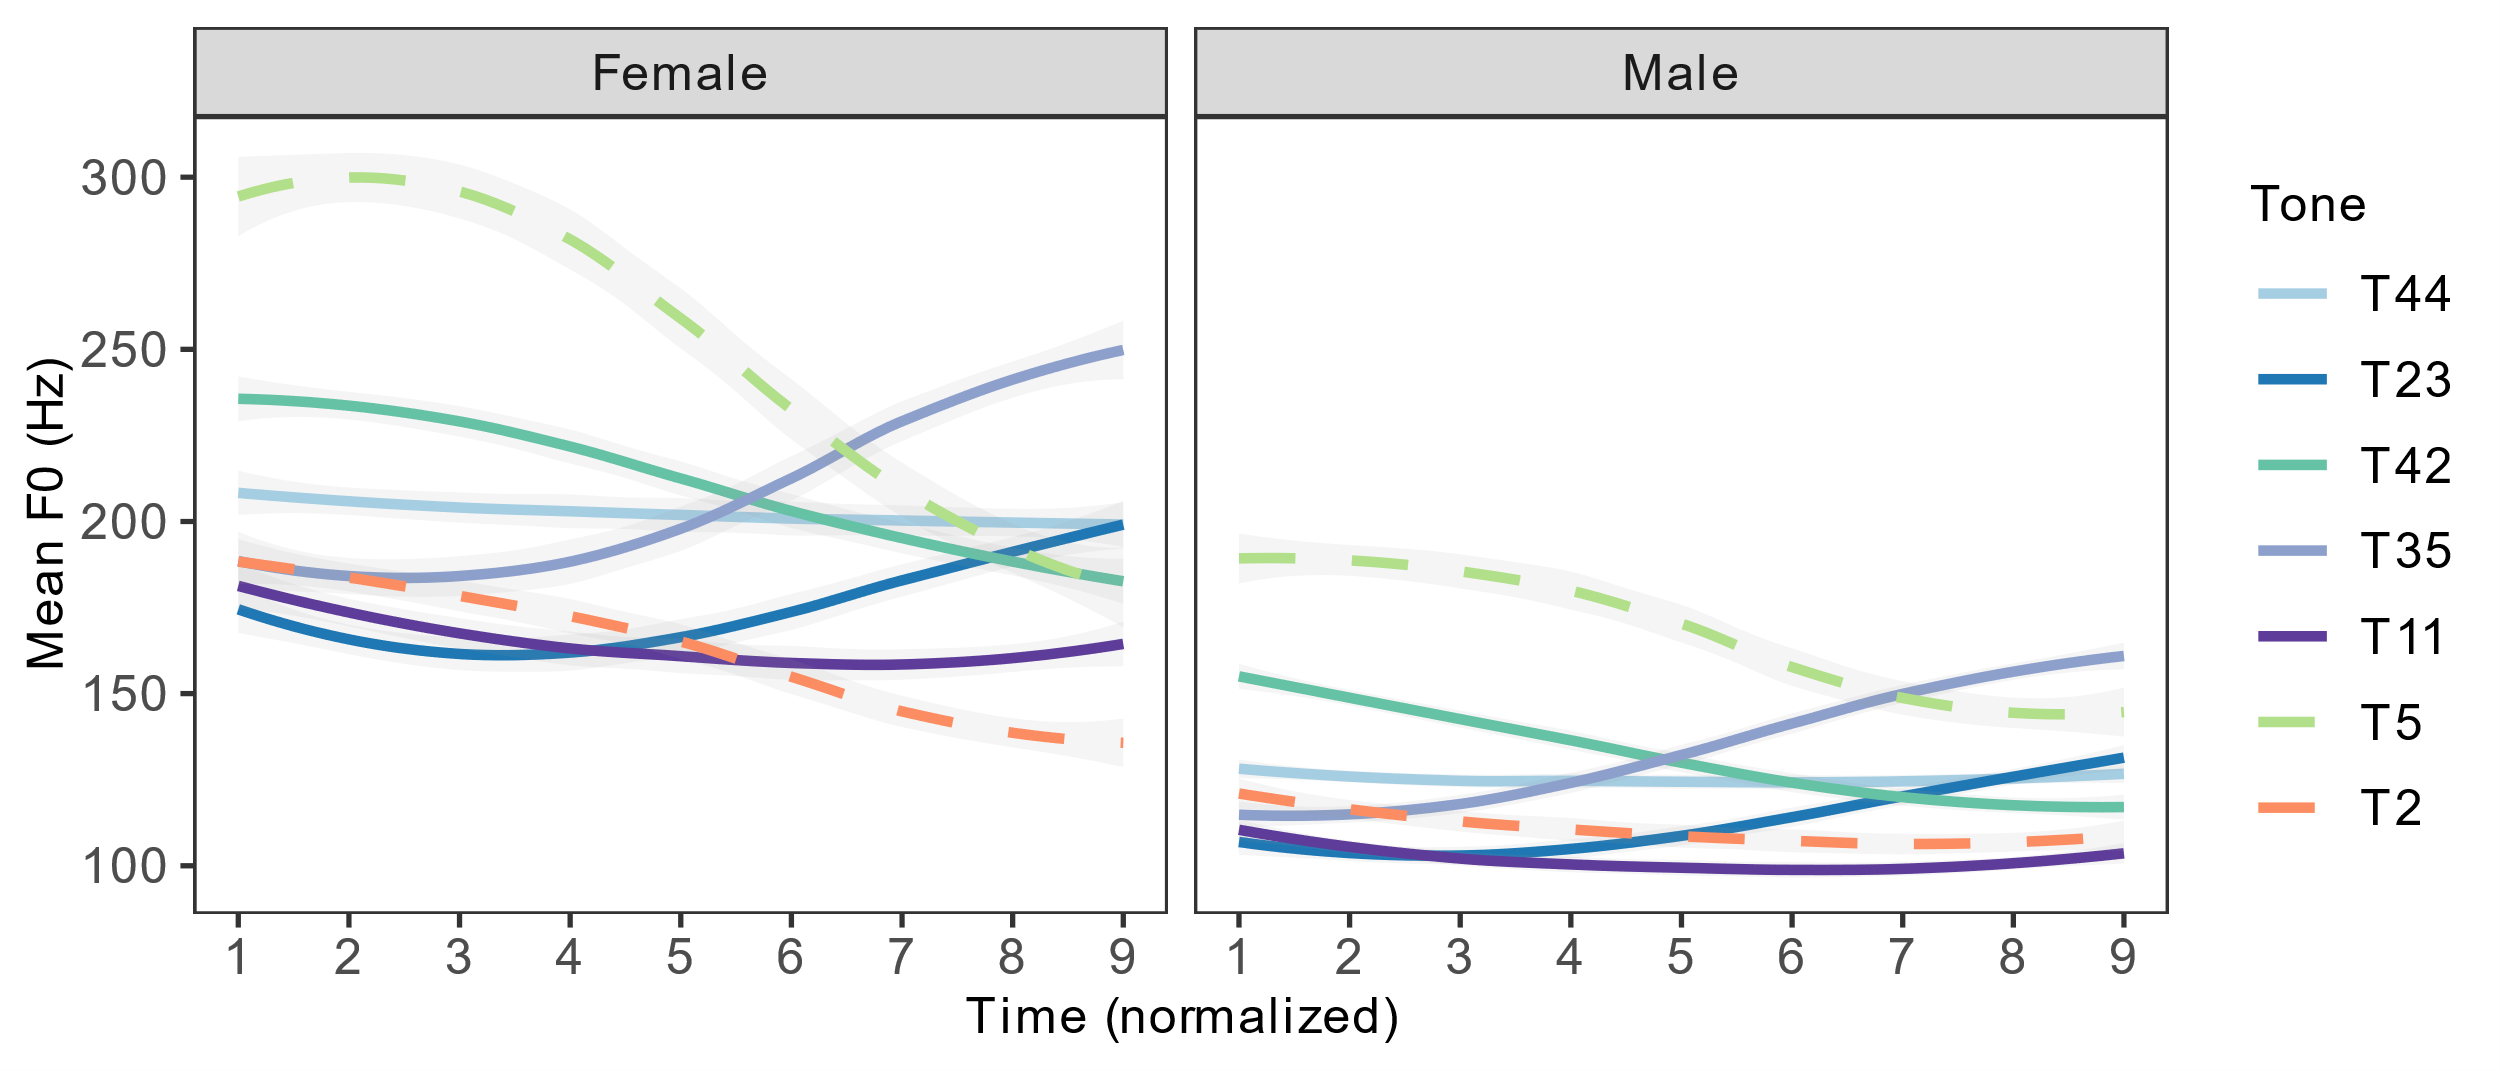 Female
Male
Mean F0 (Hz)
300
250
200
150
100
1 2 3 4 5 6 7 8 9
1 2 3 4 5 6 7 8 9
Time (normalized)
Tone
T44
T23
T42
T35
T11
T5
T2